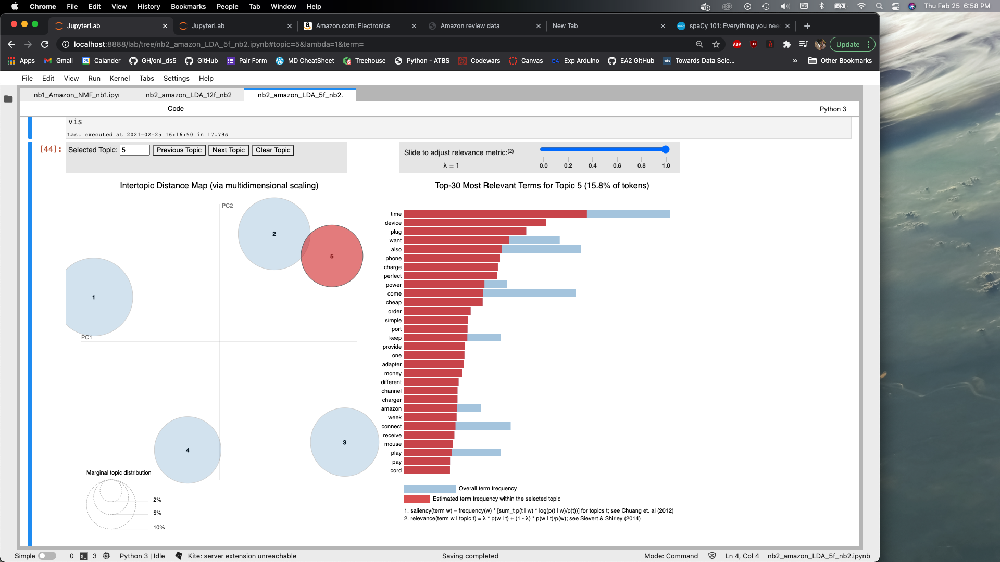 Chrome File Edit View History Bookmarks People Tab Window Help Thu Feb 25 6:58 PM
JupyterLab JupyterLab Amazon.com: Electronics Amazon review data New Tab spaCy 101: Everything you nee
localhost:8888/lab/tree/nb2_amazon_LDA_5f_nb2.ipynb#topic=5&lambda=1&term= ABP UD h Update
Apps Gmail 25 Calander GH/onl_ds5 GitHub Pair Form MD CheatSheet Treehouse Python - ATBS Codewars Canvas EA Exp Arduino EA2 GitHub tds Towards Data Scie... » Other Bookmarks
File Edit View Run Kernel Tabs Settings Help
nb1_Amazon_NMF_nb1.ipyı nb2_amazon_LDA_12f_nb2 nb2_amazon_LDA_5f_nb2.
Code Python 3
vis
Last executed at 2021-02-25 16:16:50 in 17.79s
[44]: Selected Topic: 5 Previous Topic Next Topic Clear Topic
Slide to adjust relevance metric:(2)
λ = 1
0.0 0.2 0.4 0.6 0.8 1.0
Intertopic Distance Map (via multidimensional scaling)
PC2
2
5
1
PC1
4
3
Marginal topic distribution
2%
5%
10%
Top-30 Most Relevant Terms for Topic 5 (15.8% of tokens)
time
device
plug
want
also
phone
charge
perfect
power
come
cheap
order
simple
port
keep
provide
one
adapter
money
different
channel
charger
amazon
week
connect
receive
mouse
play
pay
cord
Overall term frequency
Estimated term frequency within the selected topic
1. saliency(term w) = frequency(w) * [sum_t p(t | w) * log(p(t | w)/p(t))] for topics t; see Chuang et. al (2012)
2. relevance(term w | topic t) = λ * p(w | t) + (1 - λ) * p(w | t)/p(w); see Sievert & Shirley (2014)
Simple 0 3 Python 3 | Idle Kite: server extension unreachable Saving completed Mode: Command Ln 4, Col 4 nb2_amazon_LDA_5f_nb2.ipynb